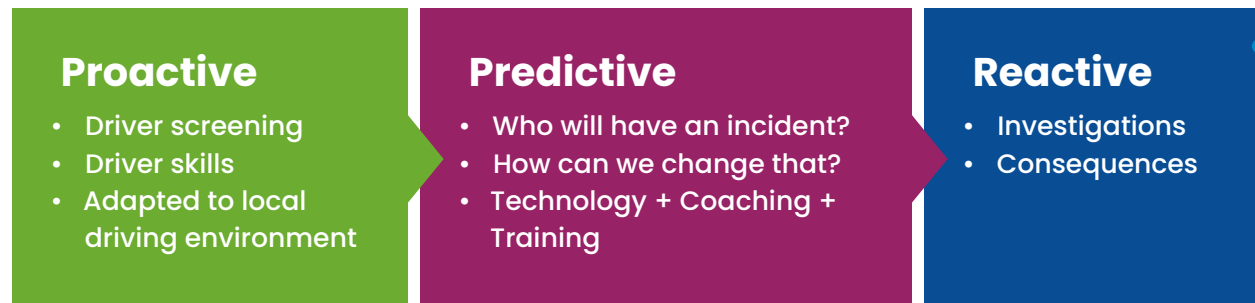 Proactive
• Driver screening
• Driver skills
• Adapted to local
driving environment
Predictive
• Who will have an incident?
• How can we change that?
• Technology + Coaching +
Training
Reactive
• Investigations
• Consequences